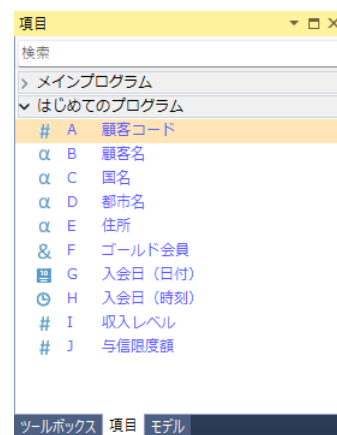 項目
検索
メインプログラム
はじめてのプログラム
# A 顧客コード
α B 顧客名
α C 国名
α D 都市名
α E 住所
& F ゴールド会員
10 G 入会日（日付）
H 入会日（時刻）
# I 収入レベル
# J 与信限度額
ツールボックス 項目 モデル